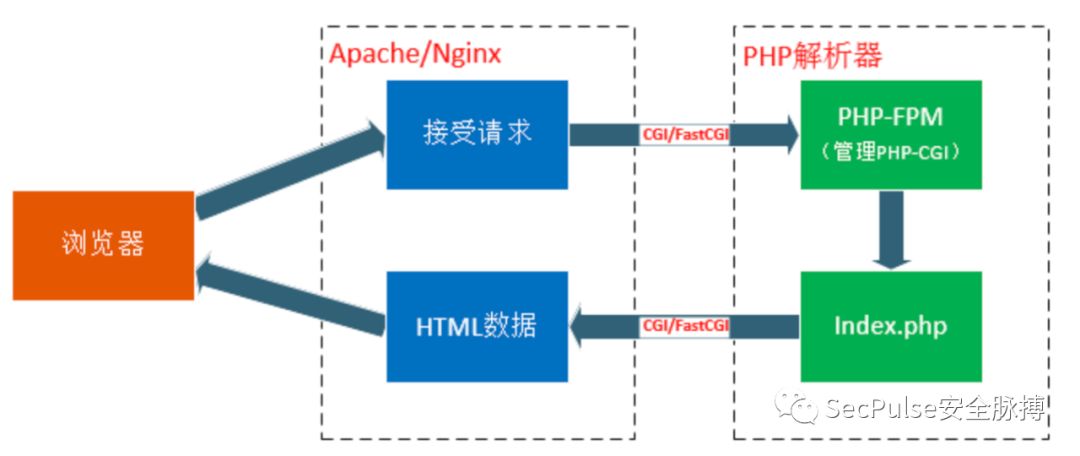 Apache/Nginx
PHP解析器
接受请求
CGI/FastCGI
PHP-FPM
（管理PHP-CGI）
浏览器
HTML数据
CGI/FastCGI
Index.php
SecPulse安全脉搏